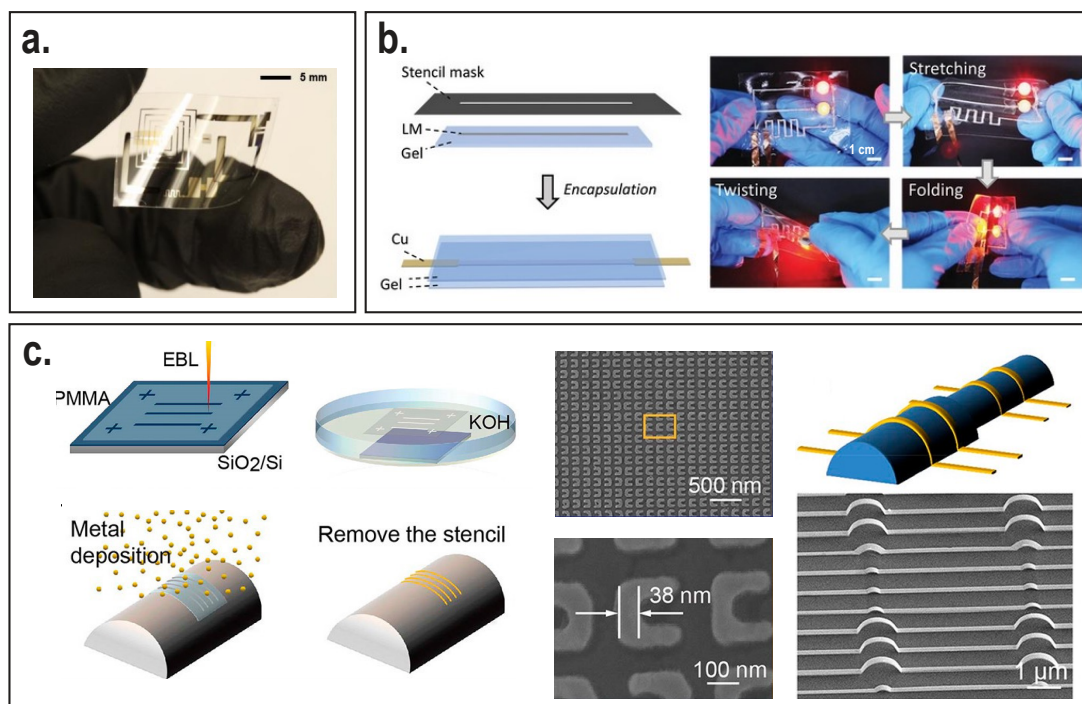 a.
5 mm
b.
Stencil mask
LM
Gel
Encapsulation
Cu
Gel
1 cm
Stretching
Twisting
Folding
c.
EBL
PMMA
SiO2/Si
KOH
Metal
deposition
Remove the stencil
500 nm
38 nm
100 nm
1 µm